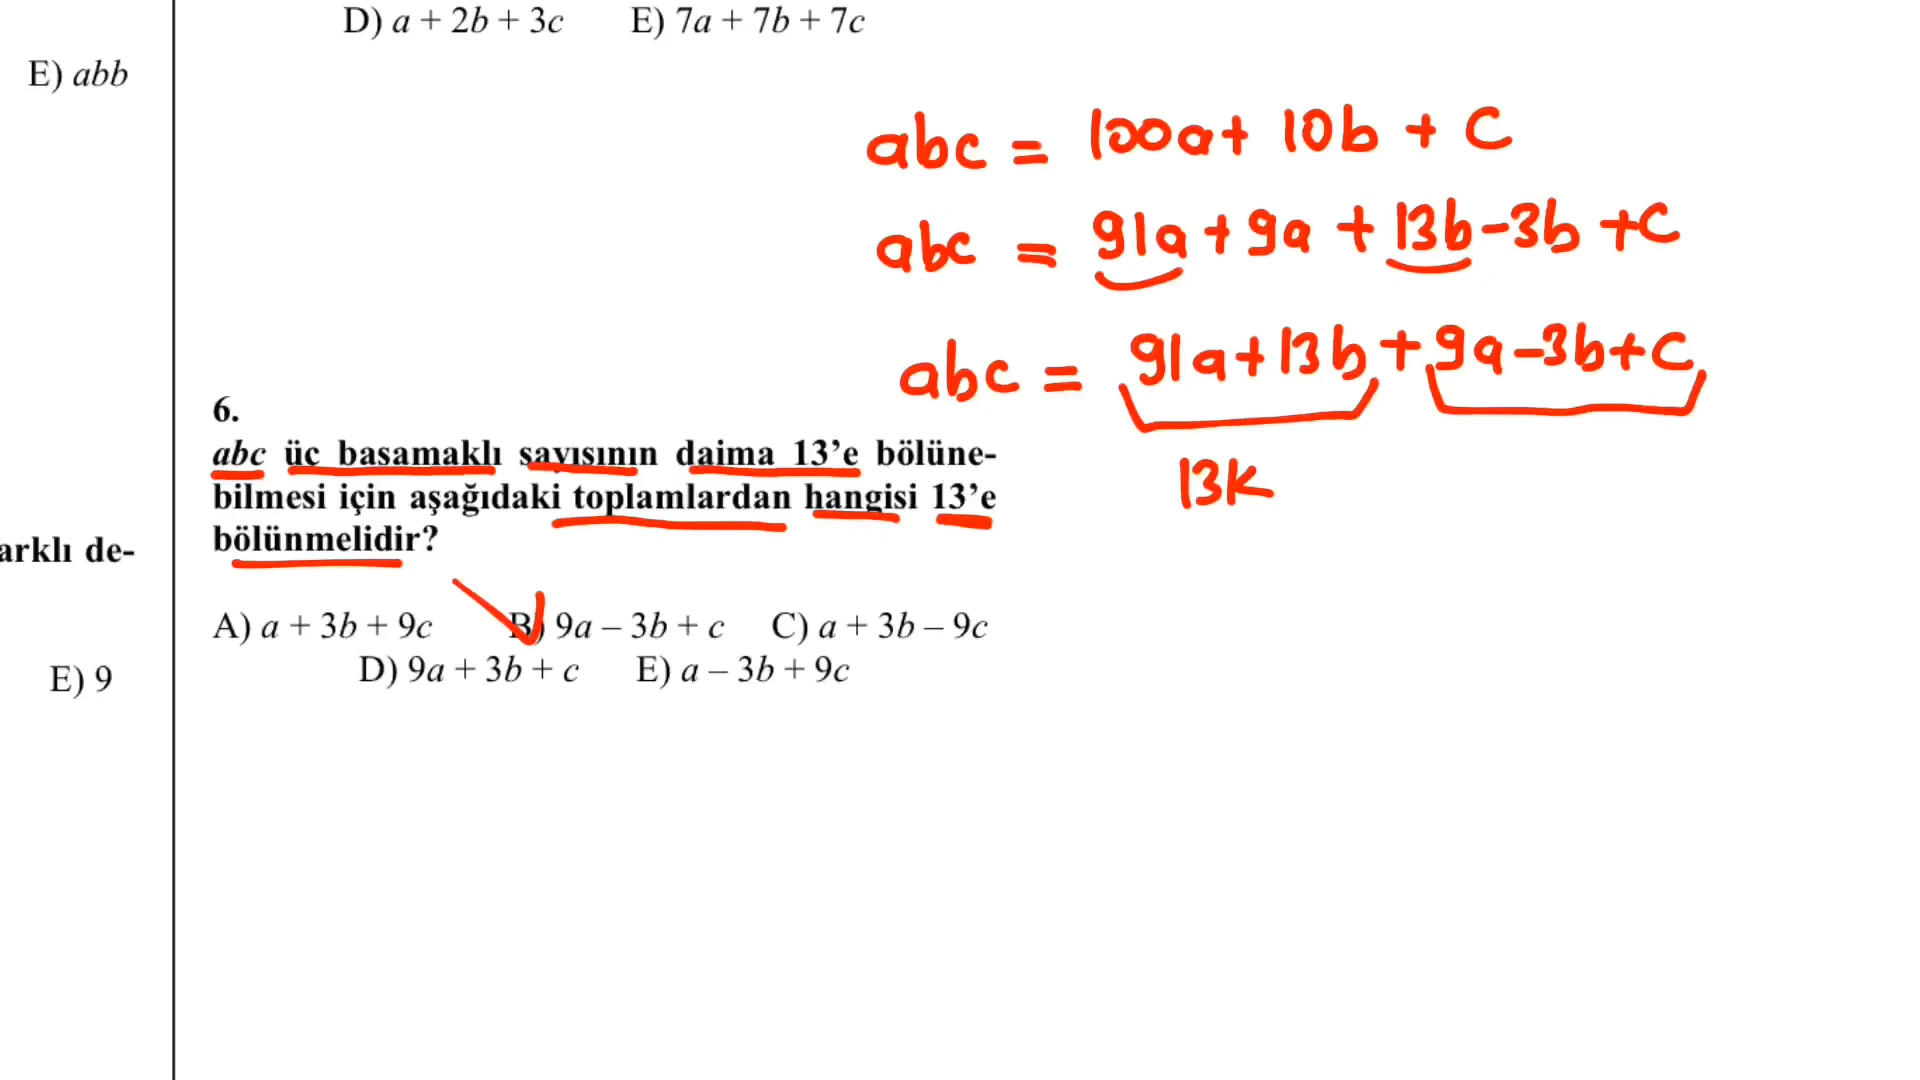 D) a + 2b + 3c E) 7a + 7b + 7c
E) abb
abc = 100a + 10b + c
abc = 91a + 9a + 13b - 3b + c
abc = 91a + 13b + 9a - 3b + c
13k
6.
abc üç basamaklı sayısının daima 13’e bölüne-
bilmesi için aşağıdaki toplamlardan hangisi 13’e
bölünmelidir?
arklı de-
A) a + 3b + 9c B) 9a – 3b + c C) a + 3b – 9c
D) 9a + 3b + c E) a – 3b + 9c
E) 9